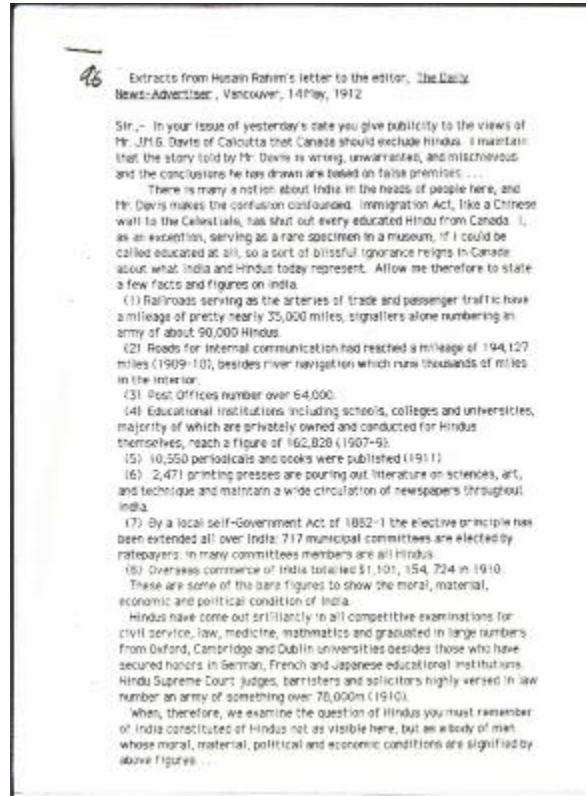 96
Extracts from Husain Rahim's letter to the editor, The Daily
News-Advertiser , Vancouver, 14 May, 1912
Sir,- In your issue of yesterday's date you give publicity to the views of
Mr. J.M.G. Davis of Calcutta that Canada should exclude Hindus. I maintain
that the story told by Mr. Davis is wrong, unwarranted, and mischievous
and the conclusions he has drawn are based on false premises. ...
There is many a notion about India in the heads of people here, and
Mr. Davis makes the confusion confounded. Immigration Act, like a Chinese
wall to the Celestials, has shut out every educated Hindu from Canada. I,
as an exception, serving as a rare specimen in a museum, if I could be
called educated at all, so a sort of blissful ignorance reigns in Canada
about what India and Hindus today represent. Allow me therefore to state
a few facts and figures on India.
(1) Railroads serving as the arteries of trade and passenger traffic have
a mileage of pretty nearly 35,000 miles, signallers alone numbering an
army of about 90,000 Hindus.
(2) Roads for internal communication had reached a mileage of 194,127
miles (1909-10), besides river navigation which runs thousands of miles
in the interior.
(3) Post Offices number over 64,000.
(4) Educational institutions including schools, colleges and universities,
majority of which are privately owned and conducted for Hindus
themselves, reach a figure of 162,828 (1907-9).
(5) 10,550 periodicals and books were published (1911)
(6) 2,471 printing presses are pouring out literature on sciences, art,
and technique and maintain a wide circulation of newspapers throughout
India.
(7) By a local self-Government Act of 1882-1 the elective principle has
been extended all over India; 717 municipal committees are elected by
ratepayers: in many committees members are all Hindus.
(8) Overseas commerce of India totalled $1,101, 154, 724 in 1910.
These are some of the bare figures to show the moral, material,
economic and political condition of India.
Hindus have come out brilliantly in all competitive examinations for
civil service, law, medicine, mathmatics and graduated in large numbers
from Oxford, Cambridge and Dublin universities besides those who have
secured honors in German, French and Japanese educational institutions.
Hindu Supreme Court judges, barristers and solicitors highly versed in law
number an army of something over 78,000m (1910).
When, therefore, we examine the question of Hindus you must remember
of India constituted of Hindus not as visible here, but as a body of men
whose moral, material, political and economic conditions are signified by
above figures. ...